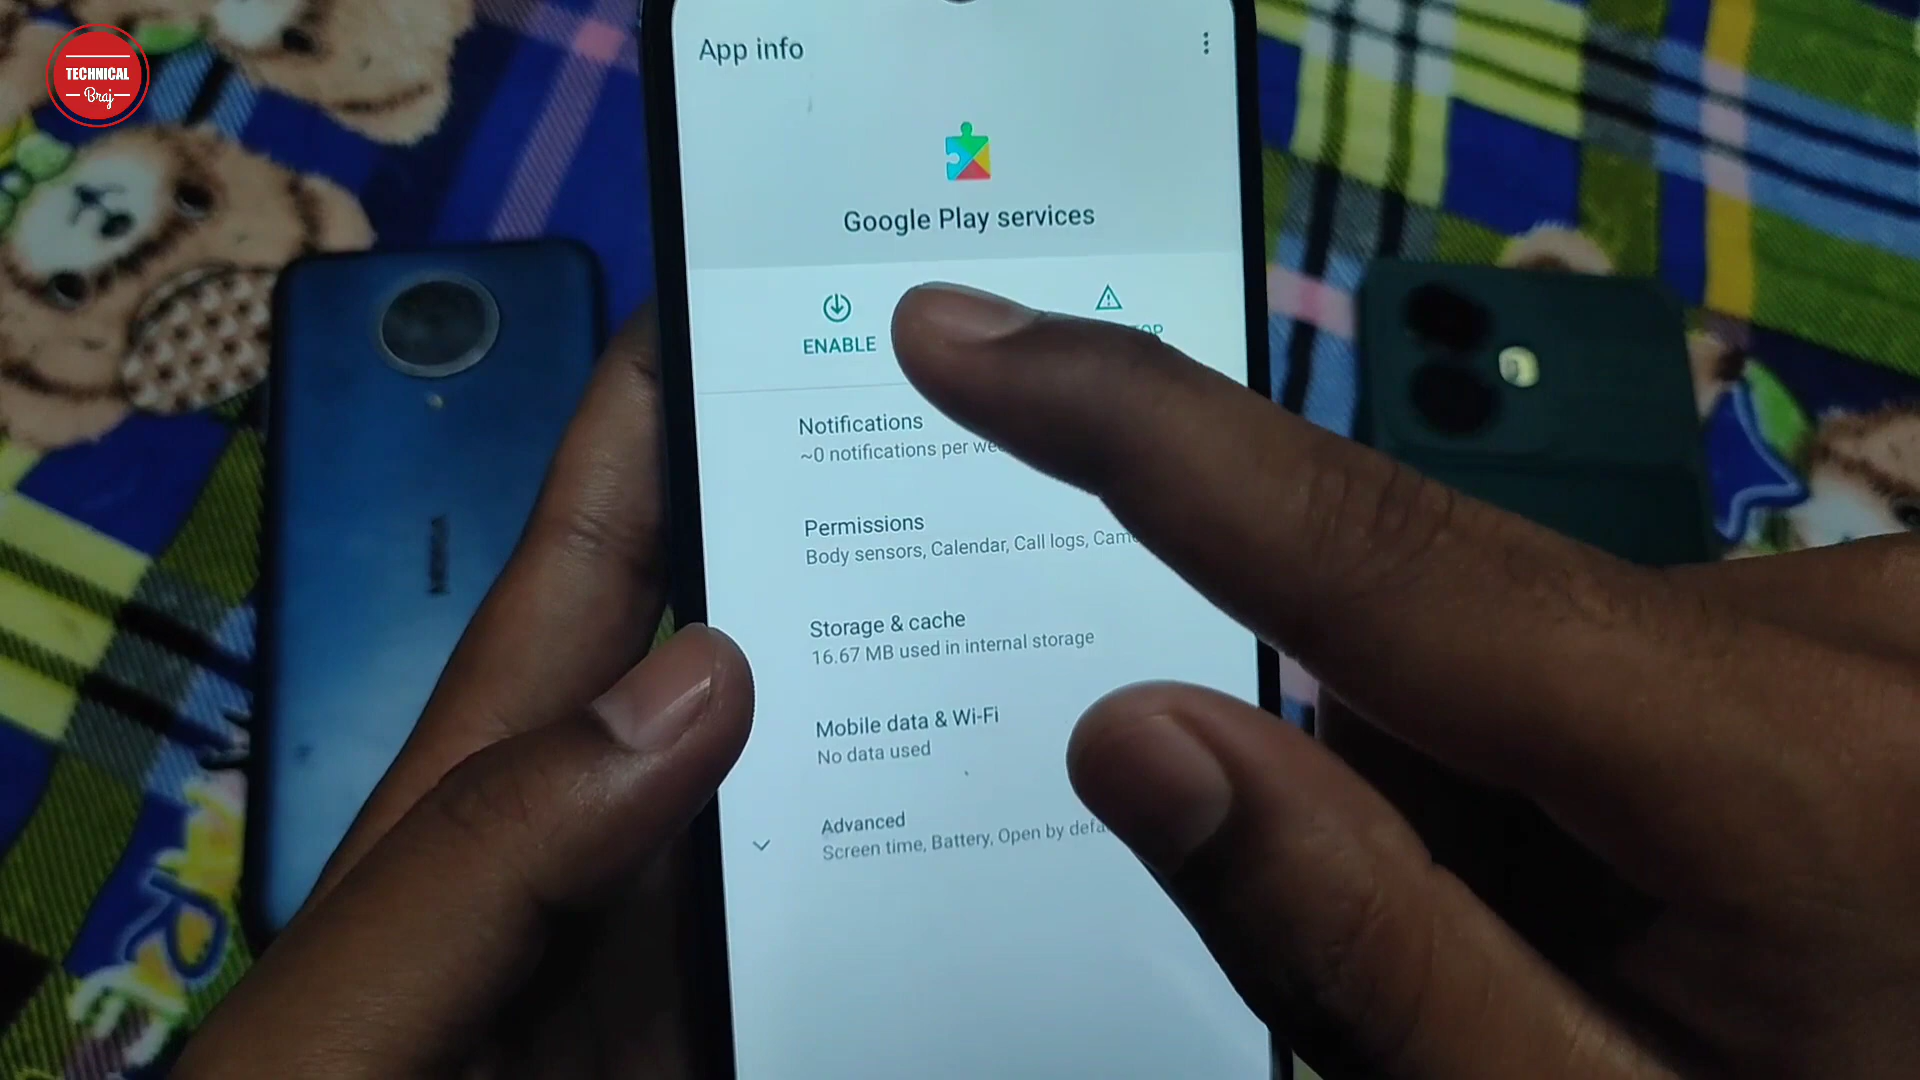 TECHNICAL
Braj
App info
Google Play services
ENABLE
Notifications
~0 notifications per
Permissions
Body sensors, Calendar, Call logs,
Storage & cache
16.67 MB used in internal storage
Mobile data & Wi-Fi
No data used
Advanced
Screen time, Battery, Open by
NOKIA